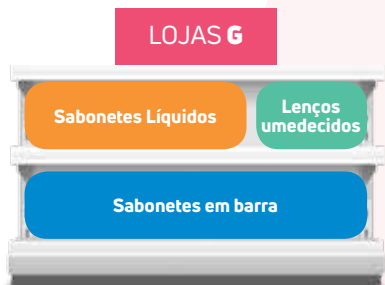 LOJAS G
Sabonetes Líquidos
Lenços
umedecidos
Sabonetes em barra